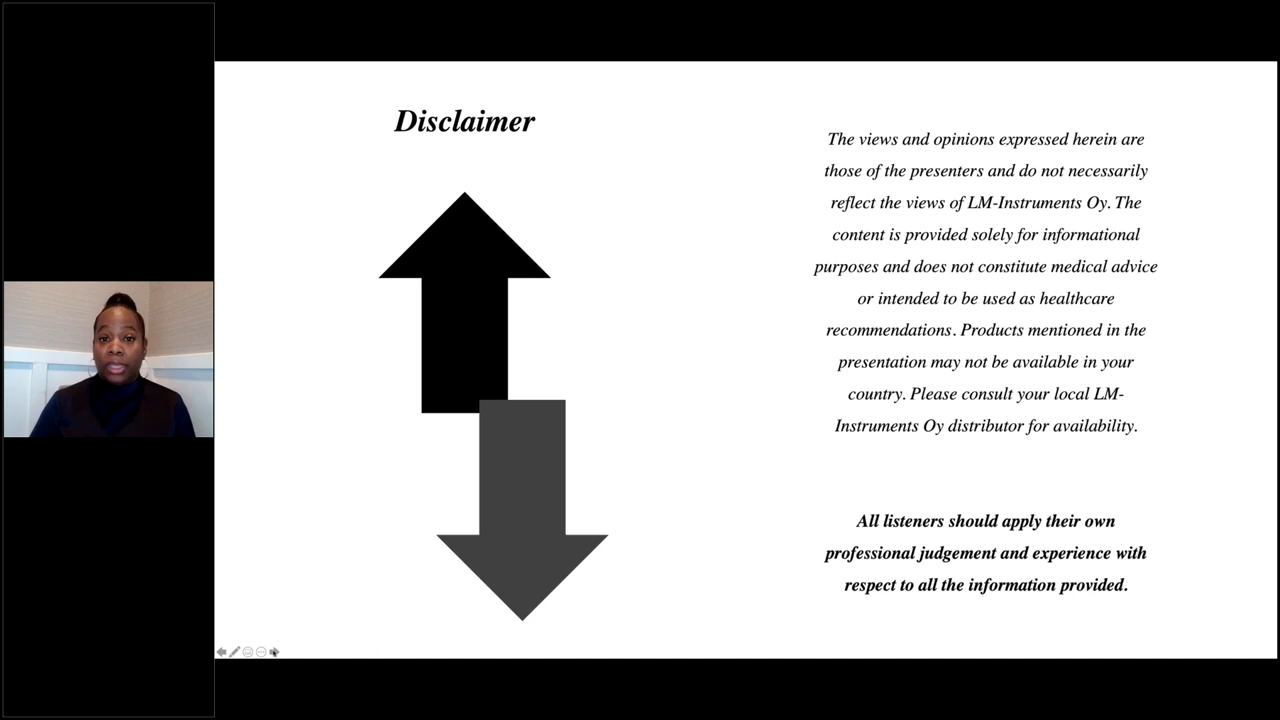 Disclaimer
The views and opinions expressed herein are
those of the presenters and do not necessarily
reflect the views of LM-Instruments Oy. The
content is provided solely for informational
purposes and does not constitute medical advice
or intended to be used as healthcare
recommendations. Products mentioned in the
presentation may not be available in your
country. Please consult your local LM-
Instruments Oy distributor for availability.
All listeners should apply their own
professional judgement and experience with
respect to all the information provided.